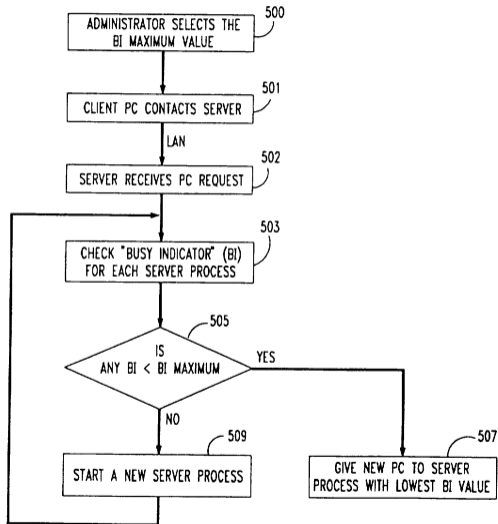 500
ADMINISTRATOR SELECTS THE
BI MAXIMUM VALUE
501
CLIENT PC CONTACTS SERVER
LAN
502
SERVER RECEIVES PC REQUEST
503
CHECK "BUSY INDICATOR" (BI)
FOR EACH SERVER PROCESS
505
IS
ANY BI < BI MAXIMUM
YES
NO
509
START A NEW SERVER PROCESS
507
GIVE NEW PC TO SERVER
PROCESS WITH LOWEST BI VALUE